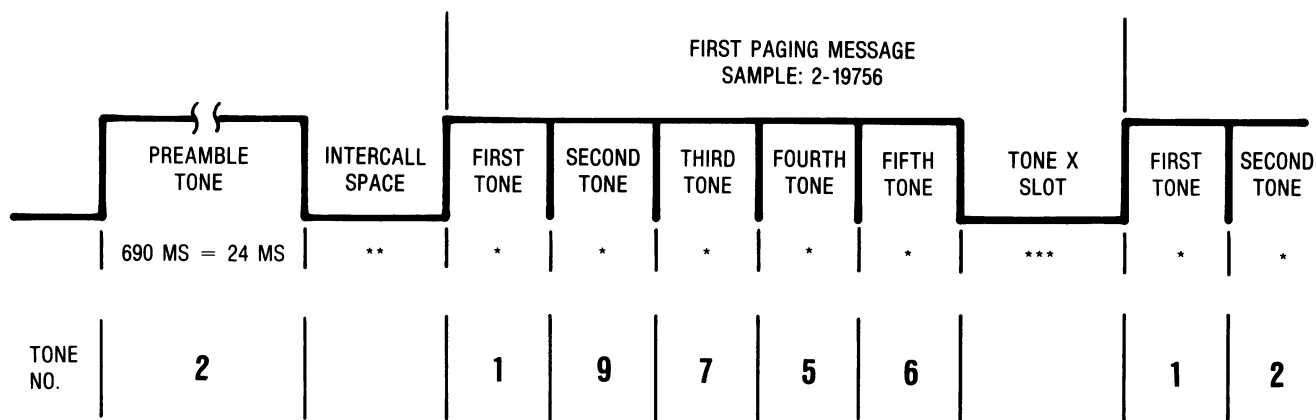 FIRST PAGING MESSAGE
SAMPLE: 2-19756
PREAMBLE TONE
INTERCALL SPACE
FIRST TONE
SECOND TONE
THIRD TONE
FOURTH TONE
FIFTH TONE
TONE X SLOT
FIRST TONE
SECOND TONE
690 MS = 24 MS
** * * * * * *** * *
TONE NO.
2 1 9 7 5 6 1 2